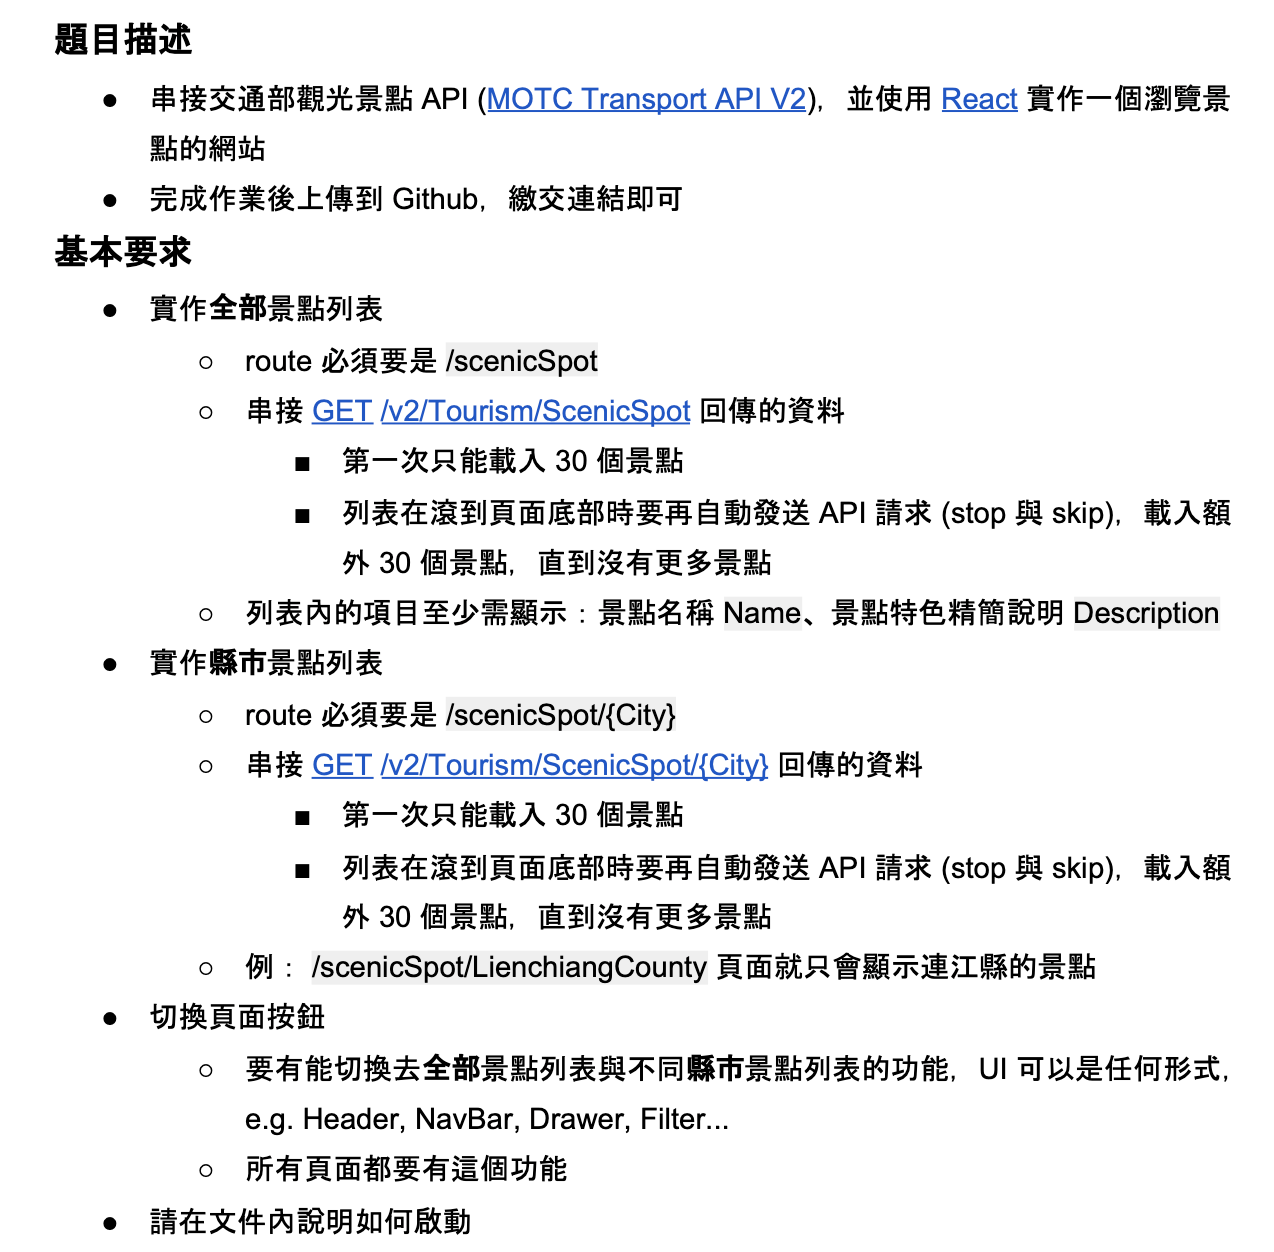 題目描述
● 串接交通部觀光景點 API (MOTC Transport API V2)，並使用 React 實作一個瀏覽景
點的網站
● 完成作業後上傳到 Github，繳交連結即可
基本要求
● 實作全部景點列表
○ route 必須要是 /scenicSpot
○ 串接 GET /v2/Tourism/ScenicSpot 回傳的資料
■ 第一次只能載入 30 個景點
■ 列表在滾到頁面底部時要再自動發送 API 請求 (stop 與 skip)，載入額
外 30 個景點，直到沒有更多景點
○ 列表內的項目至少需顯示：景點名稱 Name、景點特色精簡說明 Description
● 實作縣市景點列表
○ route 必須要是 /scenicSpot/{City}
○ 串接 GET /v2/Tourism/ScenicSpot/{City} 回傳的資料
■ 第一次只能載入 30 個景點
■ 列表在滾到頁面底部時要再自動發送 API 請求 (stop 與 skip)，載入額
外 30 個景點，直到沒有更多景點
○ 例：/scenicSpot/LienchiangCounty 頁面就只會顯示連江縣的景點
● 切換頁面按鈕
○ 要有能切換去全部景點列表與不同縣市景點列表的功能，UI 可以是任何形式，
e.g. Header, NavBar, Drawer, Filter...
○ 所有頁面都要有這個功能
● 請在文件內說明如何啟動